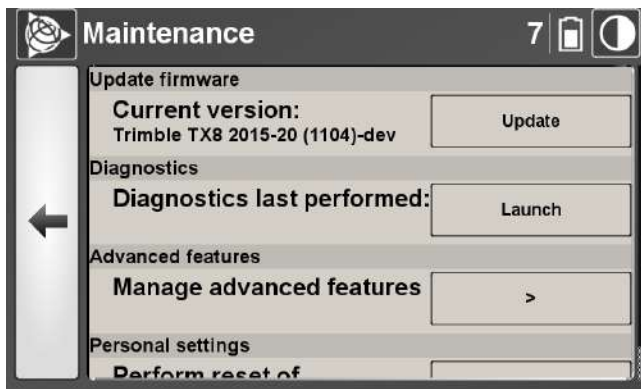 Maintenance
7
Update firmware
Current version:
Trimble TX8 2015-20 (1104)-dev
Update
Diagnostics
Diagnostics last performed:
Launch
Advanced features
Manage advanced features
>
Personal settings
Perform reset of